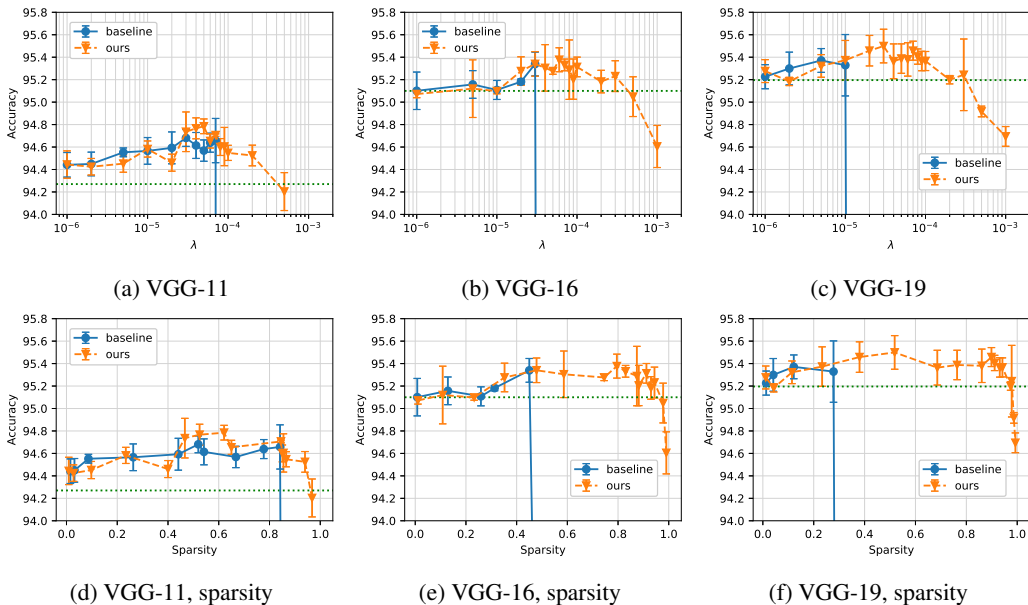 95.8
95.6
95.4
95.2
95.0
94.8
94.6
94.4
94.2
94.0
Accuracy
baseline
ours
10⁻⁶ 10⁻⁵ 10⁻⁴ 10⁻³
λ
(a) VGG-11
95.8
95.6
95.4
95.2
95.0
94.8
94.6
94.4
94.2
94.0
Accuracy
baseline
ours
10⁻⁶ 10⁻⁵ 10⁻⁴ 10⁻³
λ
(b) VGG-16
95.8
95.6
95.4
95.2
95.0
94.8
94.6
94.4
94.2
94.0
Accuracy
baseline
ours
10⁻⁶ 10⁻⁵ 10⁻⁴ 10⁻³
λ
(c) VGG-19
95.8
95.6
95.4
95.2
95.0
94.8
94.6
94.4
94.2
94.0
Accuracy
baseline
ours
0.0 0.2 0.4 0.6 0.8 1.0
Sparsity
(d) VGG-11, sparsity
95.8
95.6
95.4
95.2
95.0
94.8
94.6
94.4
94.2
94.0
Accuracy
baseline
ours
0.0 0.2 0.4 0.6 0.8 1.0
Sparsity
(e) VGG-16, sparsity
95.8
95.6
95.4
95.2
95.0
94.8
94.6
94.4
94.2
94.0
Accuracy
baseline
ours
0.0 0.2 0.4 0.6 0.8 1.0
Sparsity
(f) VGG-19, sparsity